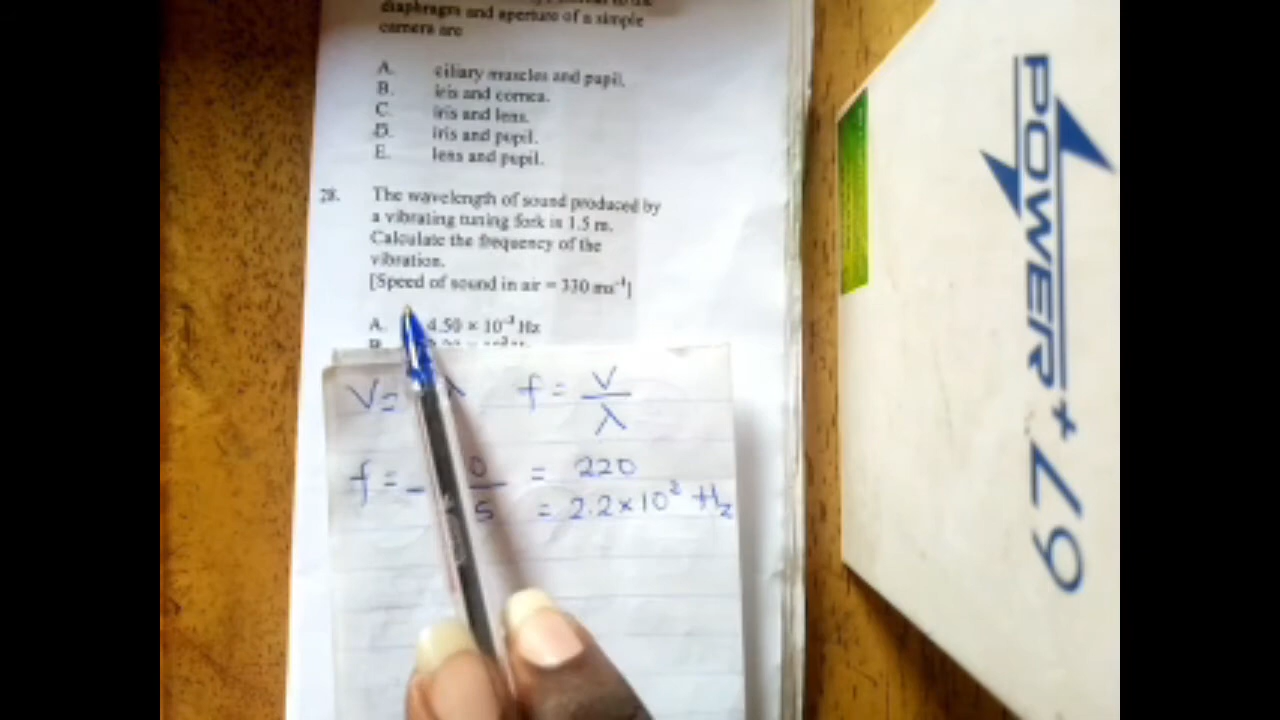 diaphragm and aperture of a simple
camera are
A. ciliary muscles and pupil.
B. iris and cornea.
C. iris and lens.
D. iris and pupil.
E. lens and pupil.
28. The wavelength of sound produced by
a vibrating tuning fork is 1.5 m.
Calculate the frequency of the
vibration.
[Speed of sound in air = 330 ms⁻¹]
A. 4.50 × 10⁻³ Hz
B.
V = λ f = V/λ
f = 0/5 = 220
= 2.2 × 10² Hz
POWER+ L9